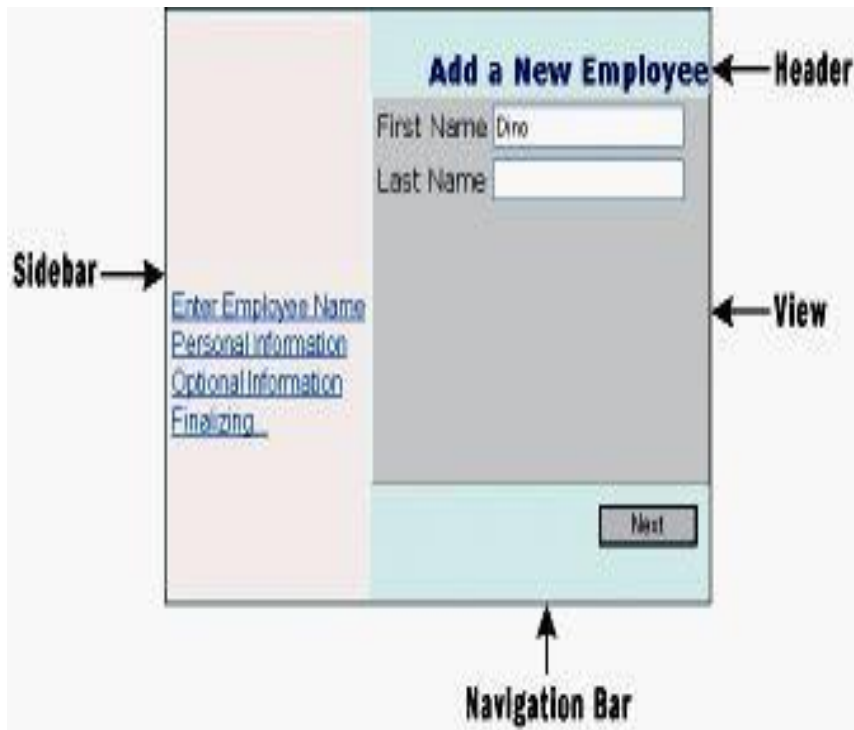 Add a New Employee
Header
First Name Dino
Last Name
Sidebar
Enter Employee Name
Personal Information
Optional Information
Finalizing...
View
Next
Navigation Bar